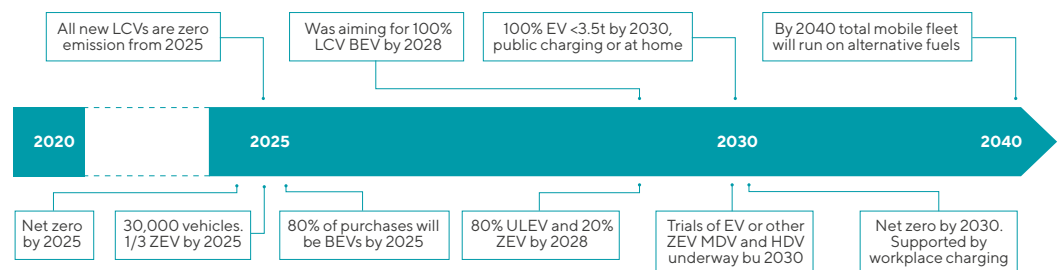 All new LCVs are zero
emission from 2025
Was aiming for 100%
LCV BEV by 2028
100% EV <3.5t by 2030,
public charging or at home
By 2040 total mobile fleet
will run on alternative fuels
2020
2025
2030
2040
Net zero
by 2025
30,000 vehicles.
1/3 ZEV by 2025
80% of purchases will
be BEVs by 2025
80% ULEV and 20%
ZEV by 2028
Trials of EV or other
ZEV MDV and HDV
underway bu 2030
Net zero by 2030.
Supported by
workplace charging